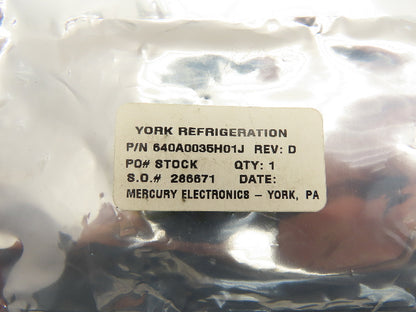 YORK REFRIGERATION
P/N 640A0035H01J REV: D
PO# STOCK QTY: 1
S.O.# 286671 DATE:
MERCURY ELECTRONICS – YORK, PA